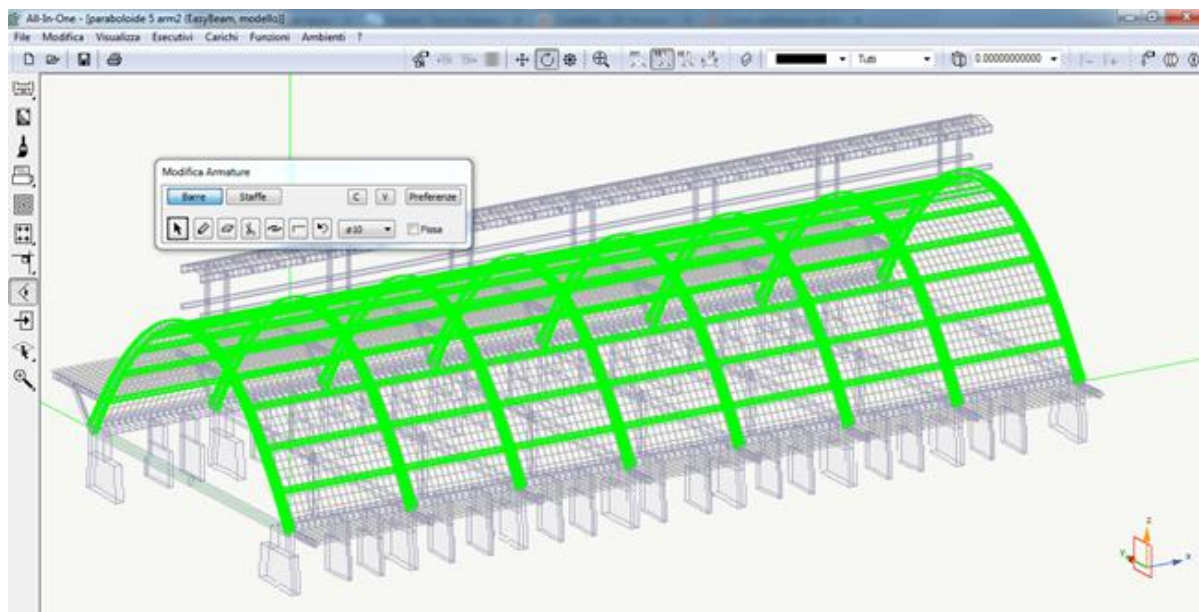 All-In-One - [paraboloide 5 arm2 (EasyBeam, modello)]
File Modifica Visualizza Esecutivi Carichi Funzioni Ambienti ?
Tutti 0.00000000000
Modifica Armature
Barre Staffe C V Preferenze
ø10 Fissa
z
Y x